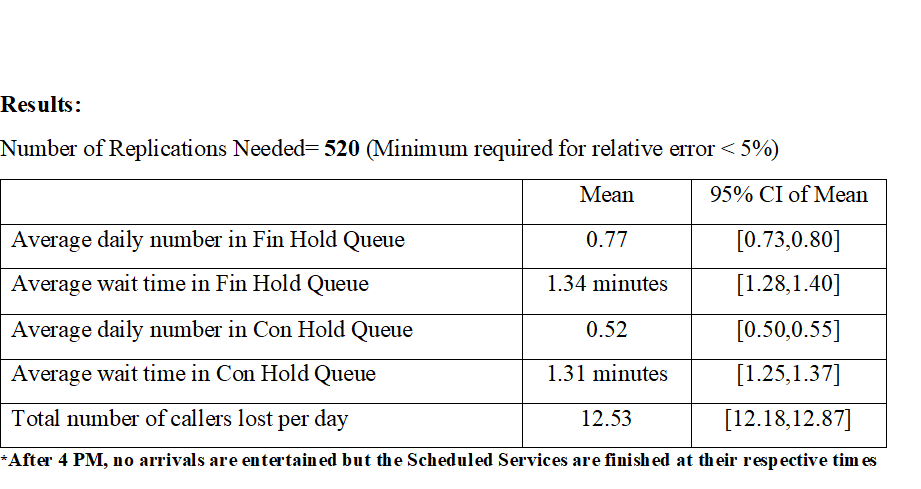 Results:
Number of Replications Needed= 520 (Minimum required for relative error < 5%)
Mean 95% CI of Mean
Average daily number in Fin Hold Queue 0.77 [0.73,0.80]
Average wait time in Fin Hold Queue 1.34 minutes [1.28,1.40]
Average daily number in Con Hold Queue 0.52 [0.50,0.55]
Average wait time in Con Hold Queue 1.31 minutes [1.25,1.37]
Total number of callers lost per day 12.53 [12.18,12.87]
*After 4 PM, no arrivals are entertained but the Scheduled Services are finished at their respective times